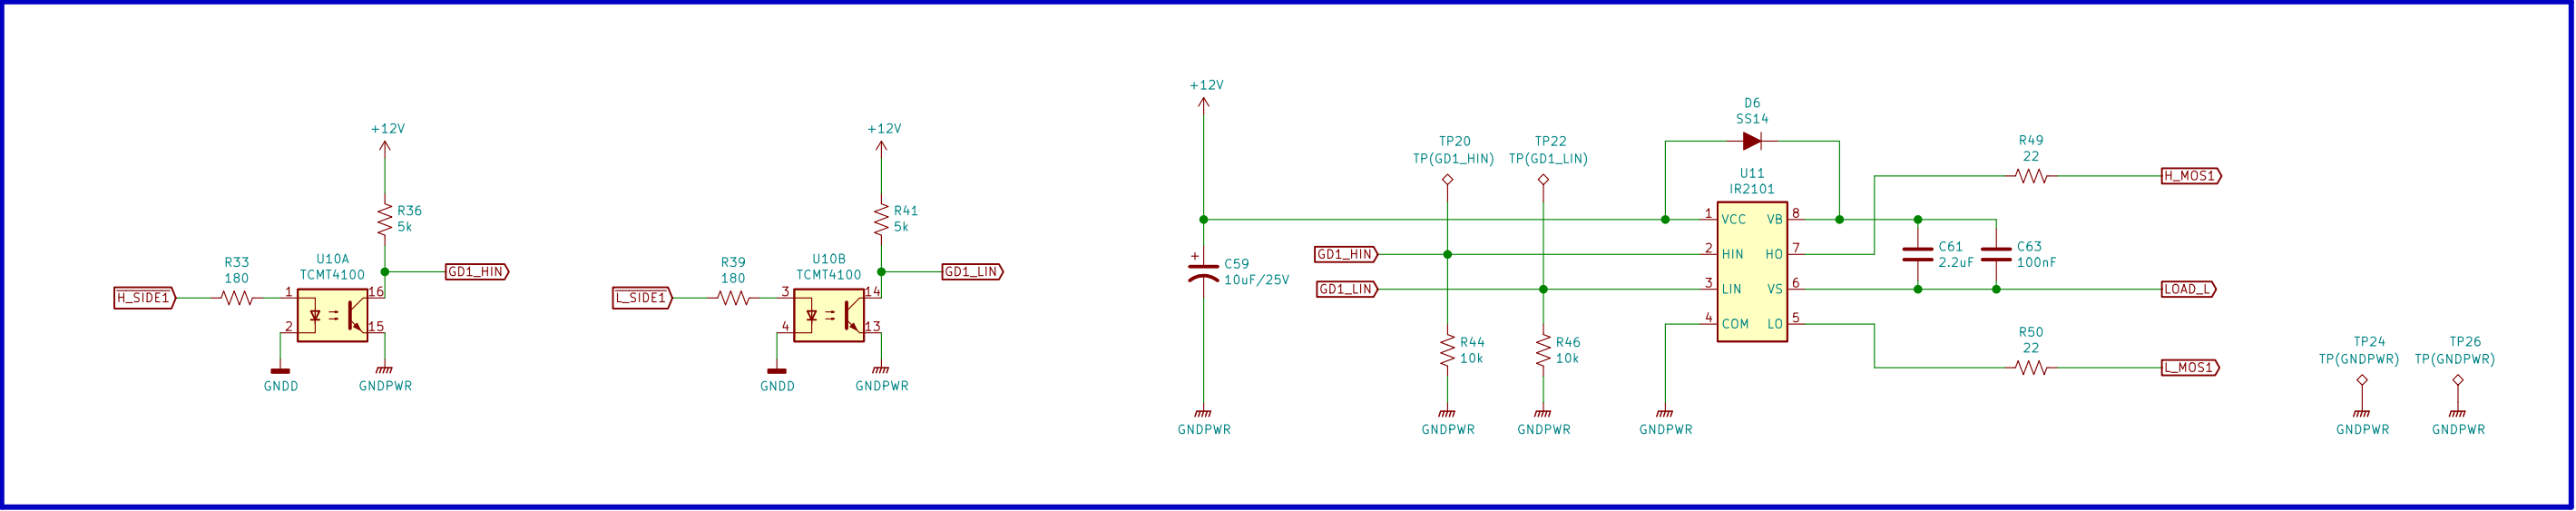 +12V
R36
5k
U10A
TCMT4100
R33
180
H_SIDE1
1
2
16
15
GD1_HIN
GNDD
GNDPWR
+12V
R41
5k
U10B
TCMT4100
R39
180
L_SIDE1
3
4
14
13
GD1_LIN
GNDD
GNDPWR
+12V
+
C59
10uF/25V
GNDPWR
TP20
TP(GD1_HIN)
TP22
TP(GD1_LIN)
GD1_HIN
GD1_LIN
R44
10k
R46
10k
GNDPWR
GNDPWR
GNDPWR
D6
SS14
U11
IR2101
1 VCC VB 8
2 HIN HO 7
3 LIN VS 6
4 COM LO 5
C61
2.2uF
C63
100nF
R49
22
H_MOS1
LOAD_L
R50
22
L_MOS1
TP24
TP(GNDPWR)
GNDPWR
TP26
TP(GNDPWR)
GNDPWR